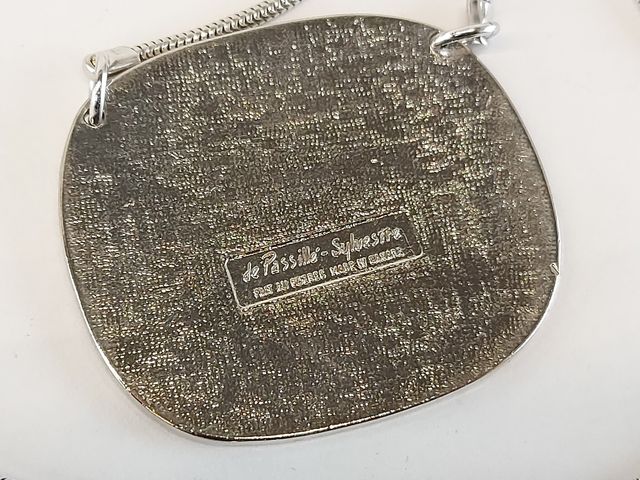 de Passillé-Sylvestre
FAIT AU CANADA MADE IN CANADA